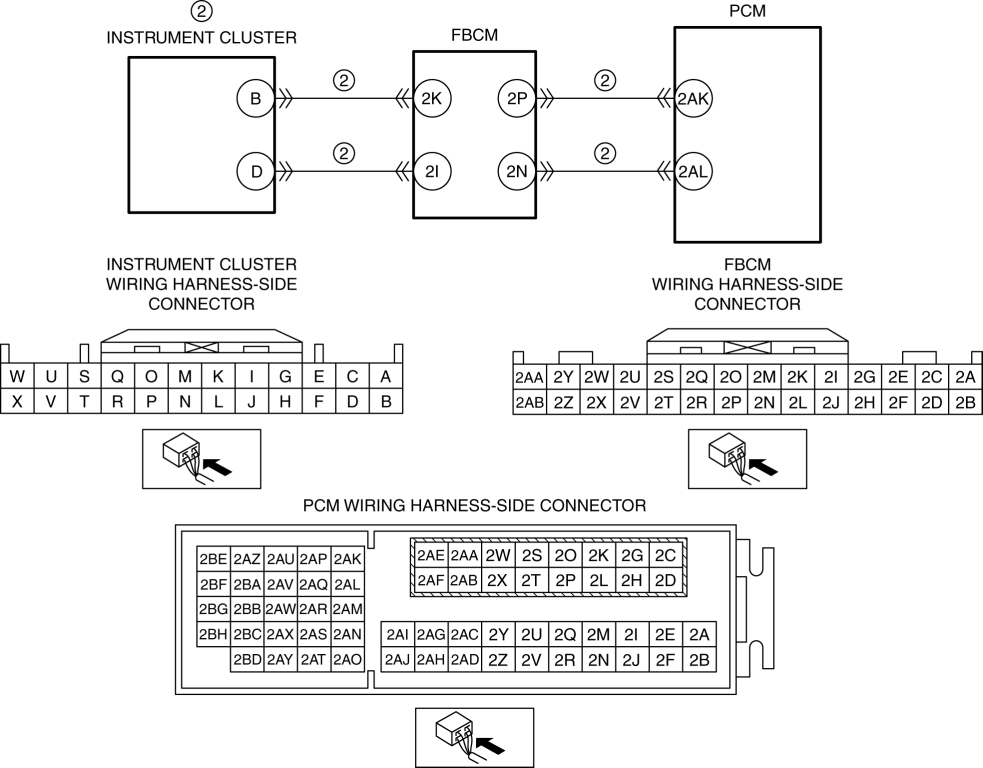 ②
INSTRUMENT CLUSTER
FBCM
PCM
B ② 2K 2P ② 2AK
D ② 2I 2N ② 2AL
INSTRUMENT CLUSTER
WIRING HARNESS-SIDE
CONNECTOR
W U S Q O M K I G E C A
X V T R P N L J H F D B
FBCM
WIRING HARNESS-SIDE
CONNECTOR
2AA 2Y 2W 2U 2S 2Q 2O 2M 2K 2I 2G 2E 2C 2A
2AB 2Z 2X 2V 2T 2R 2P 2N 2L 2J 2H 2F 2D 2B
PCM WIRING HARNESS-SIDE CONNECTOR
2BE 2AZ 2AU 2AP 2AK
2BF 2BA 2AV 2AQ 2AL
2BG 2BB 2AW 2AR 2AM
2BH 2BC 2AX 2AS 2AN
2BD 2AY 2AT 2AO
2AE 2AA 2W 2S 2O 2K 2G 2C
2AF 2AB 2X 2T 2P 2L 2H 2D
2AI 2AG 2AC 2Y 2U 2Q 2M 2I 2E 2A
2AJ 2AH 2AD 2Z 2V 2R 2N 2J 2F 2B